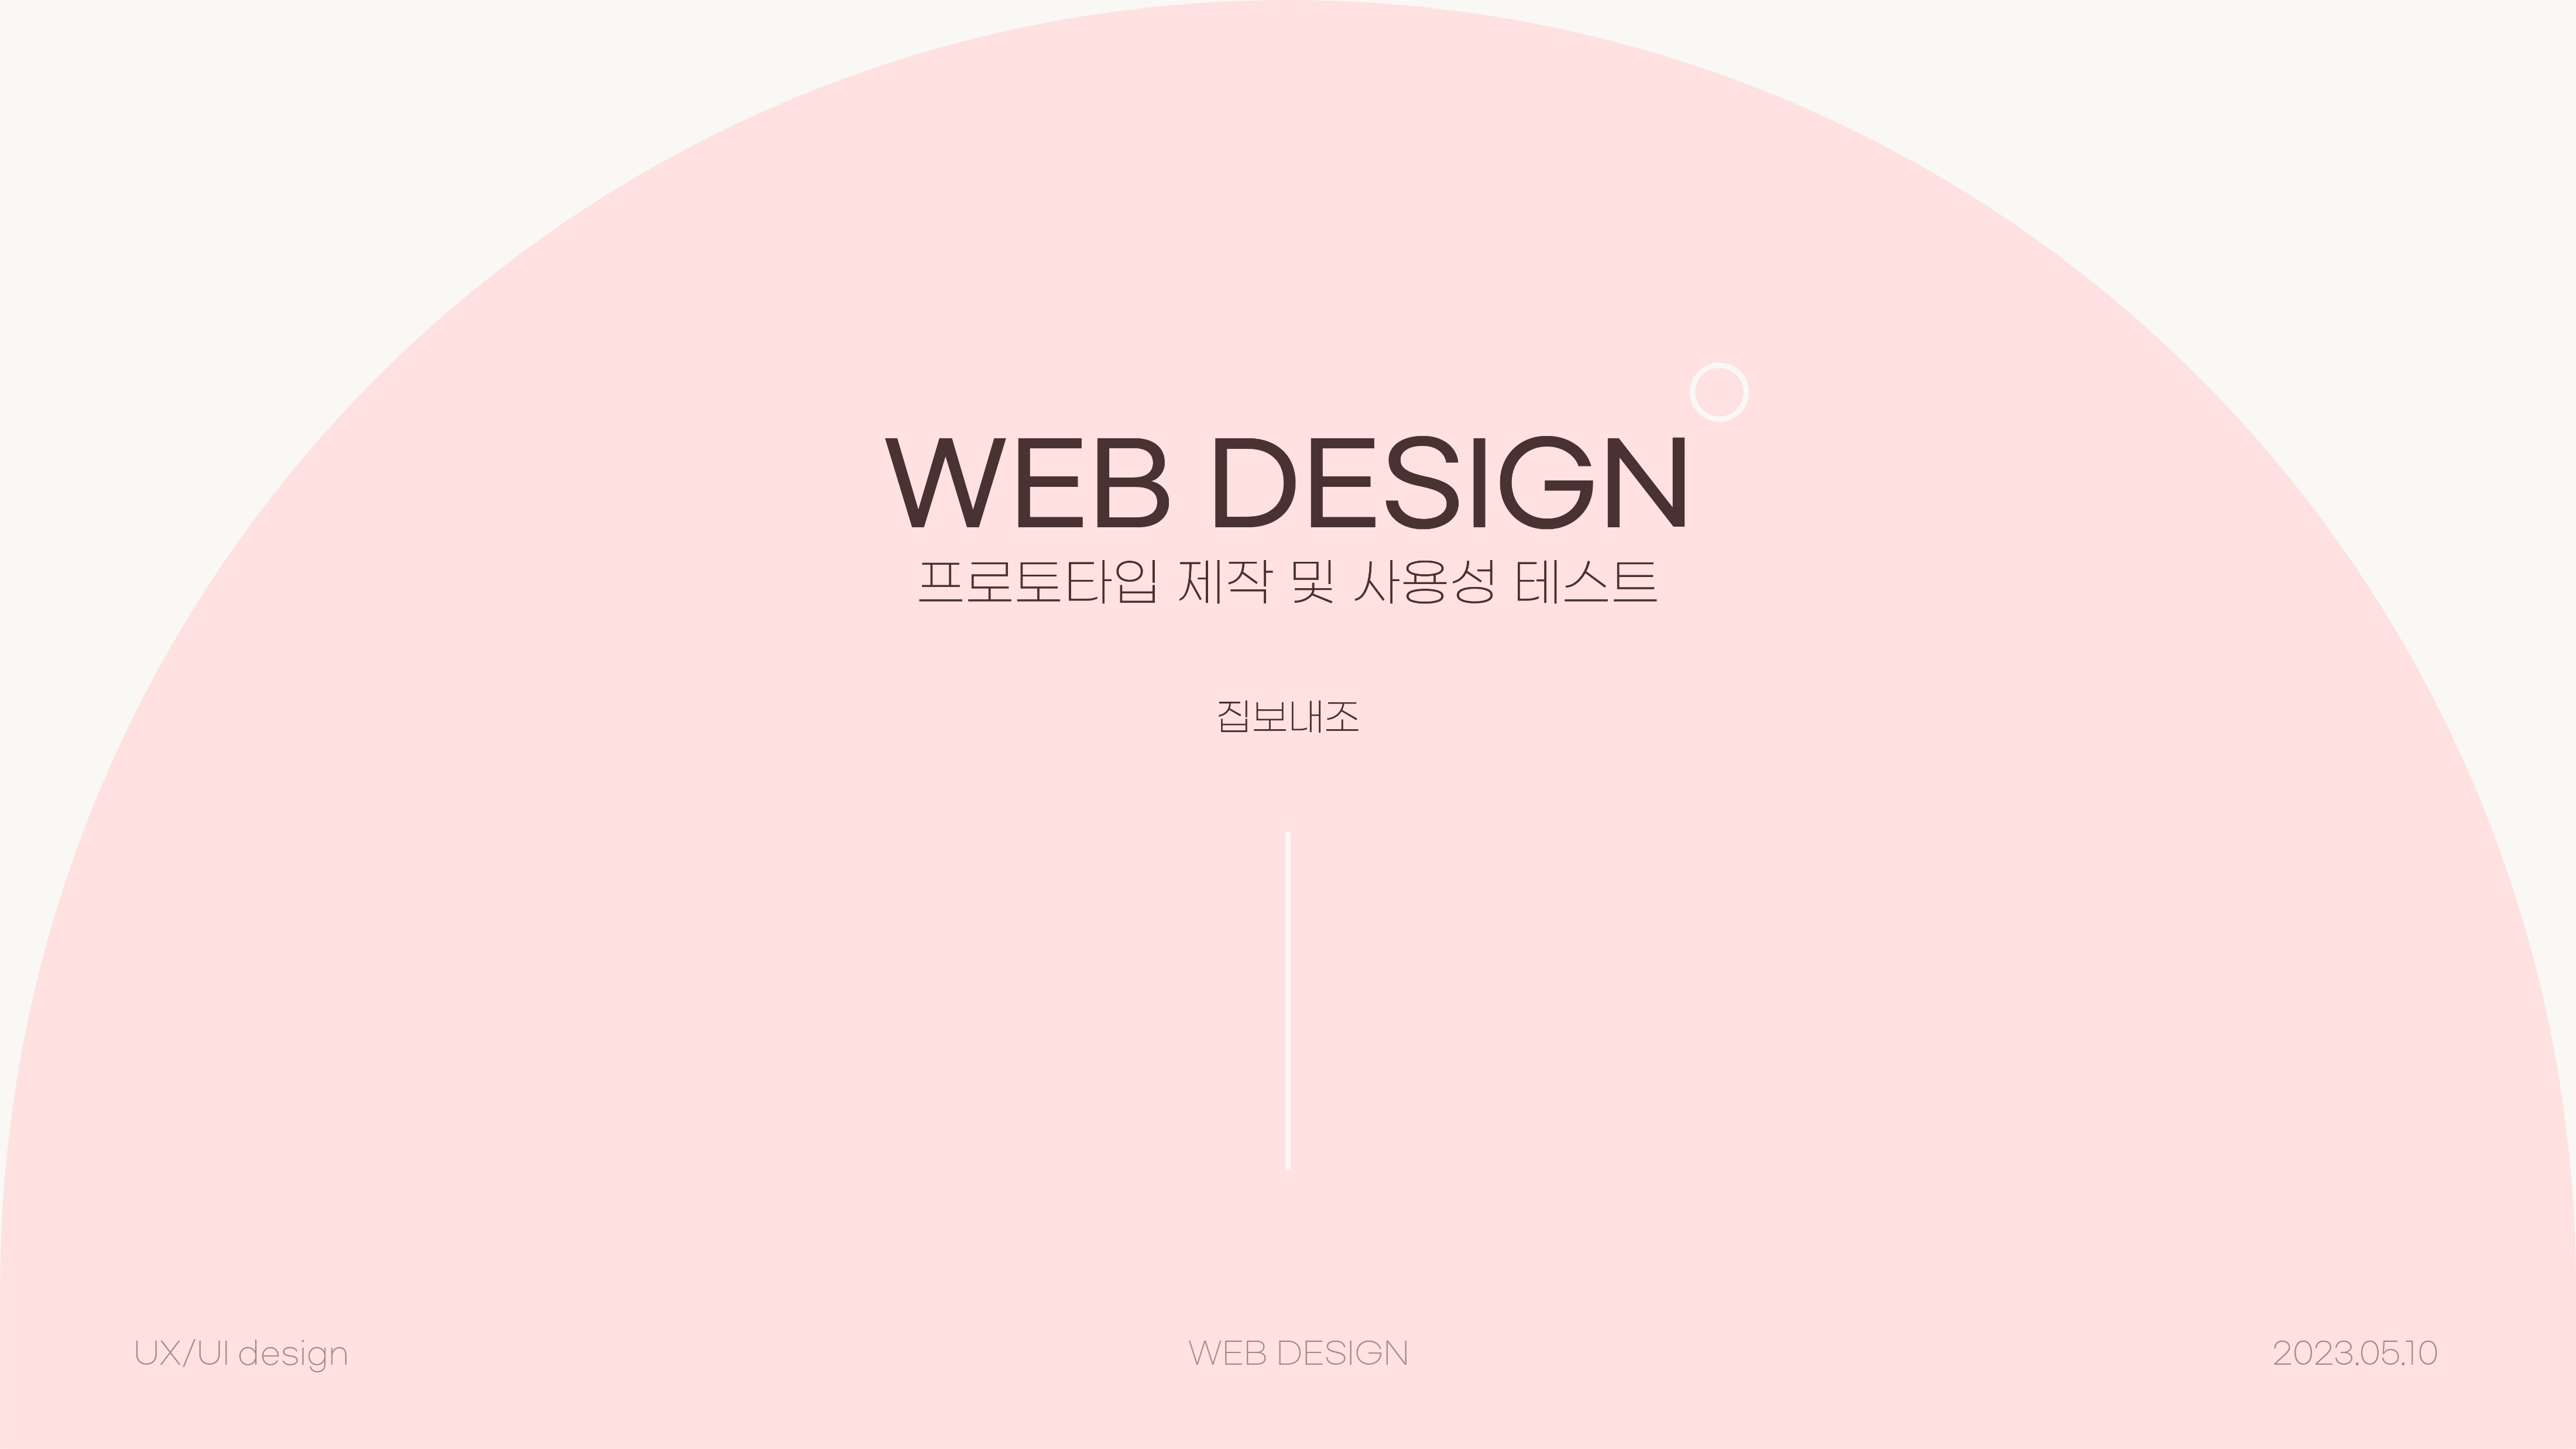 WEB DESIGN
프로토타입 제작 및 사용성 테스트
집보내조
UX/UI design
WEB DESIGN
2023.05.10